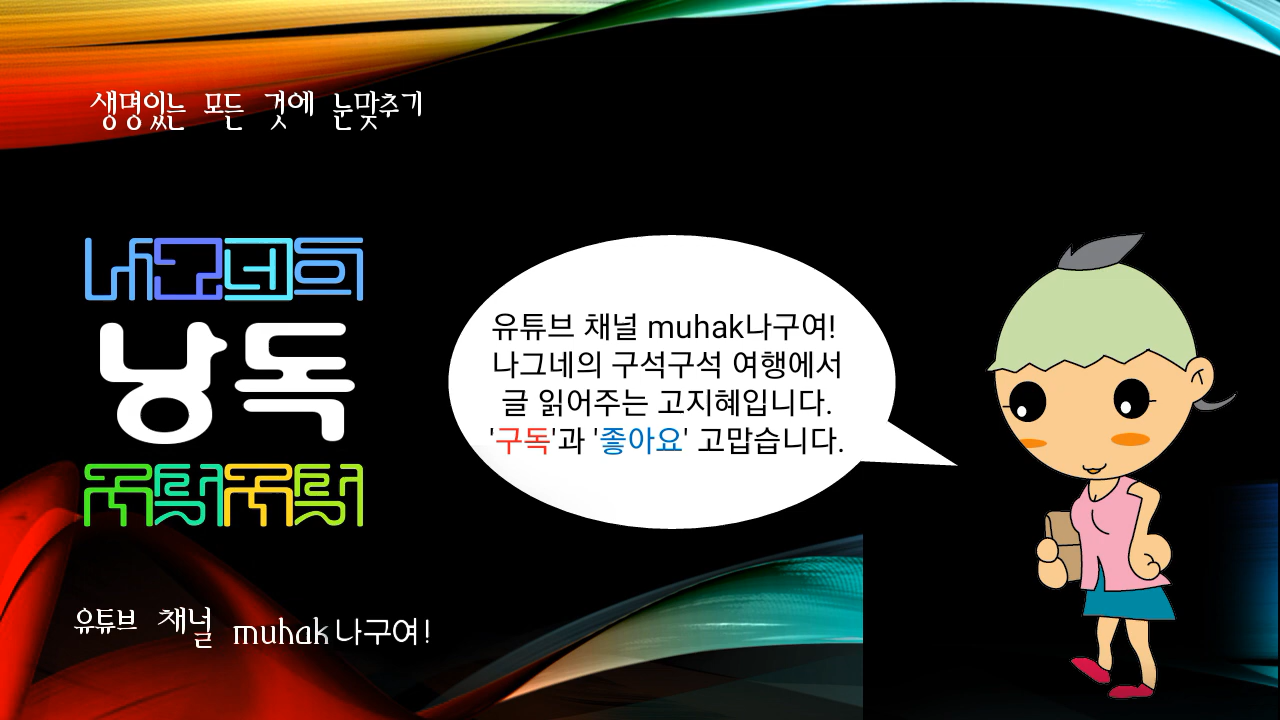 생명있는 모든 것에 눈맞추기
나그네의
낭독
구석구석
유튜브 채널 muhak나구여!
나그네의 구석구석 여행에서
글 읽어주는 고지혜입니다.
'구독'과 '좋아요' 고맙습니다.
유튜브 채널 muhak나구여!